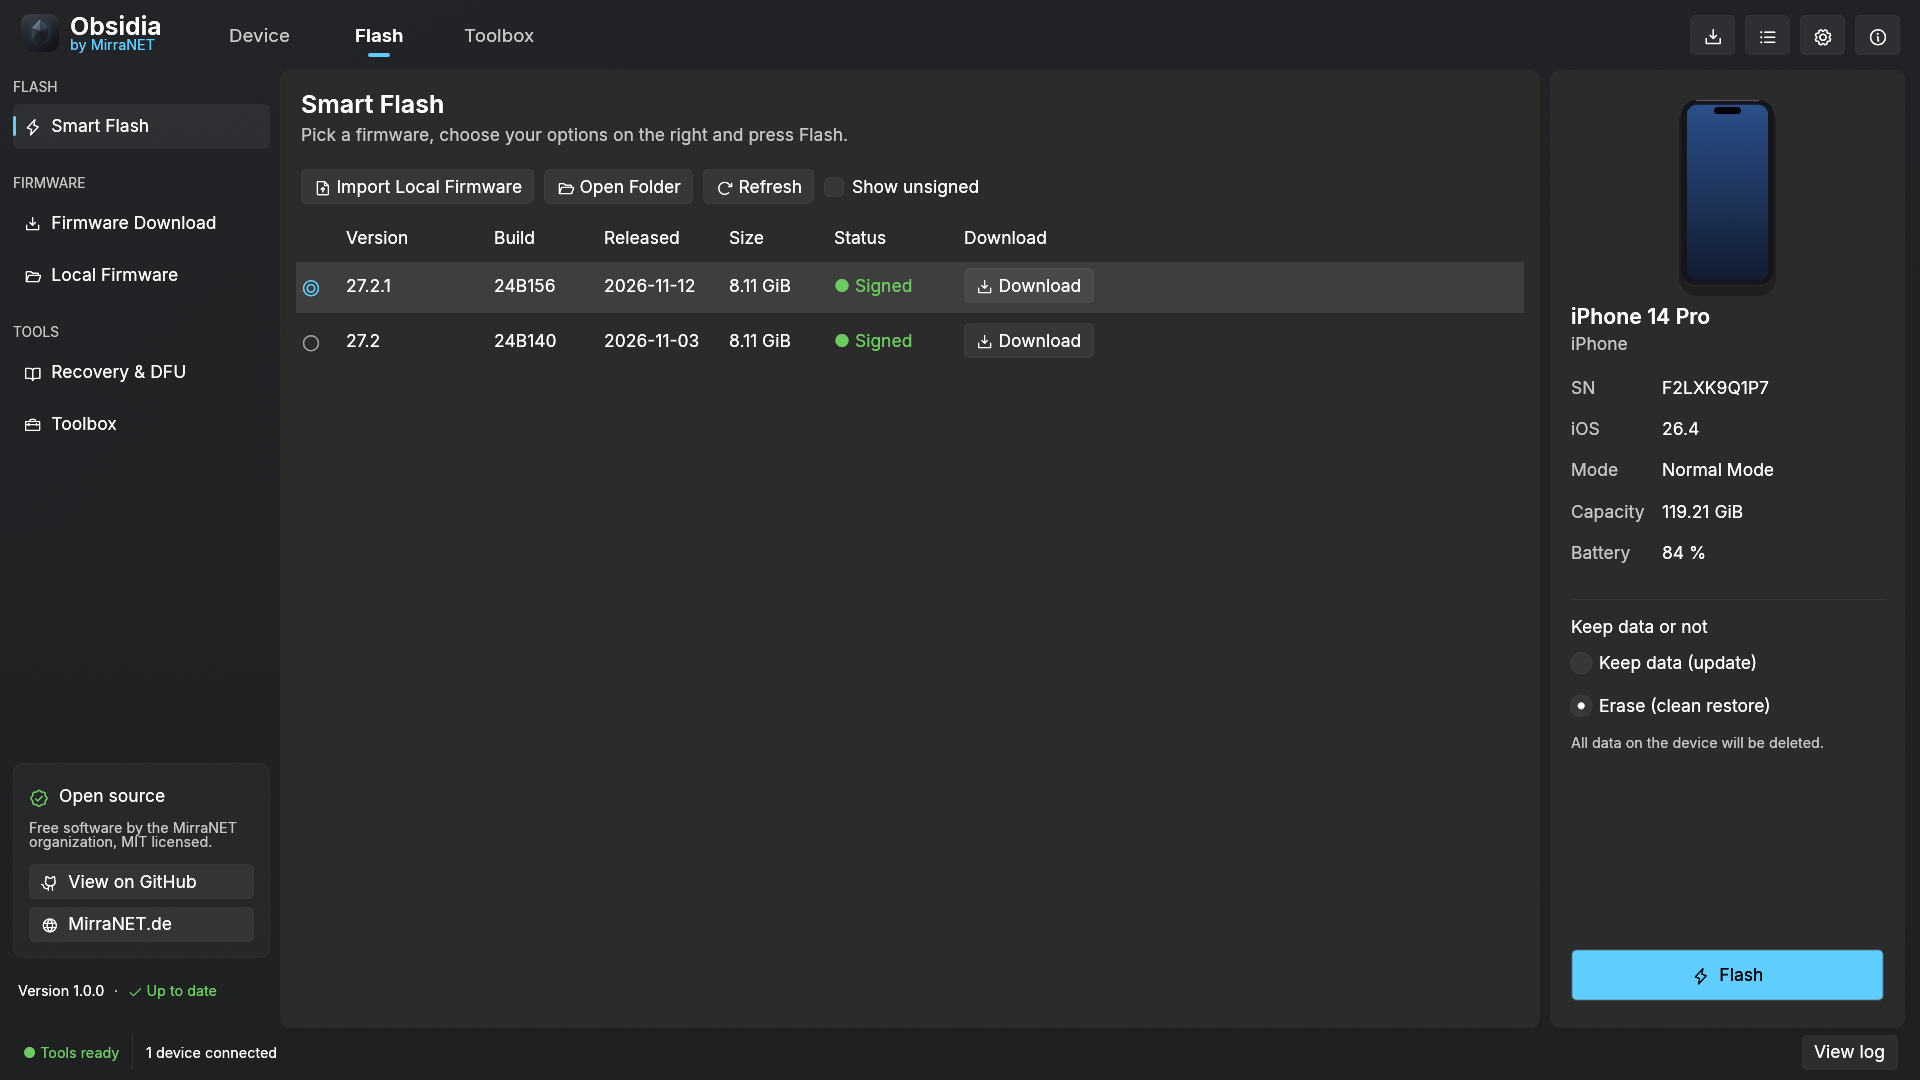 Obsidia
by MirraNET
Device
Flash
Toolbox
FLASH
Smart Flash
FIRMWARE
Firmware Download
Local Firmware
TOOLS
Recovery & DFU
Toolbox
Open source
Free software by the MirraNET
organization, MIT licensed.
View on GitHub
MirraNET.de
Version 1.0.0 · Up to date
Smart Flash
Pick a firmware, choose your options on the right and press Flash.
Import Local Firmware Open Folder Refresh Show unsigned
Version Build Released Size Status Download
27.2.1 24B156 2026-11-12 8.11 GiB Signed Download
27.2 24B140 2026-11-03 8.11 GiB Signed Download
iPhone 14 Pro
iPhone
SN F2LXK9Q1P7
iOS 26.4
Mode Normal Mode
Capacity 119.21 GiB
Battery 84 %
Keep data or not
Keep data (update)
Erase (clean restore)
All data on the device will be deleted.
Flash
Tools ready 1 device connected
View log